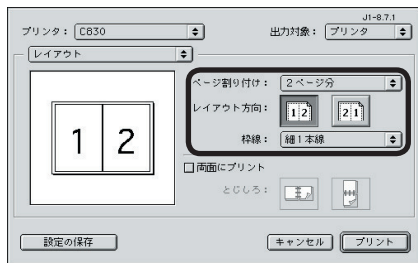 J1-8.7.1
プリンタ： C830 出力対象： プリンタ
レイアウト
ページ割り付け： 2ページ分
レイアウト方向： 1 2 2 1
1 2
枠線： 細1本線
両面にプリント
とじしろ：
設定の保存 キャンセル プリント